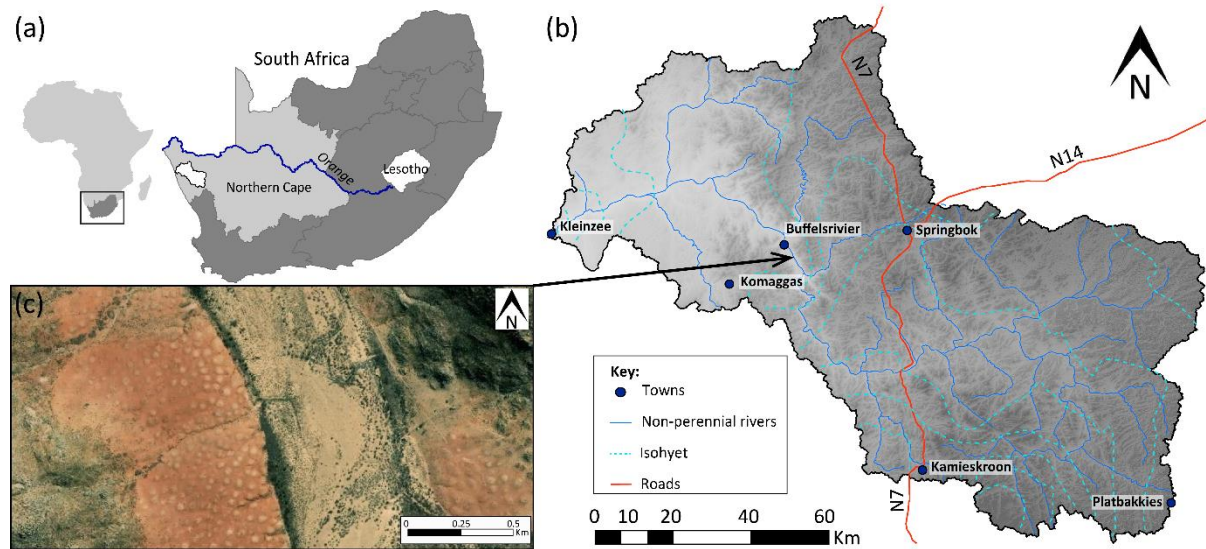 (a)
South Africa
Orange
Lesotho
Northern Cape
(b)
N7
N
N14
Kleinzee
Buffelsrivier
Springbok
Komaggas
(c)
N
Key:
Towns
Non-perennial rivers
Isohyet
Roads
Kamieskroon
Platbakkies
N7
0 0.25 0.5
Km
0 10 20 40 60
Km